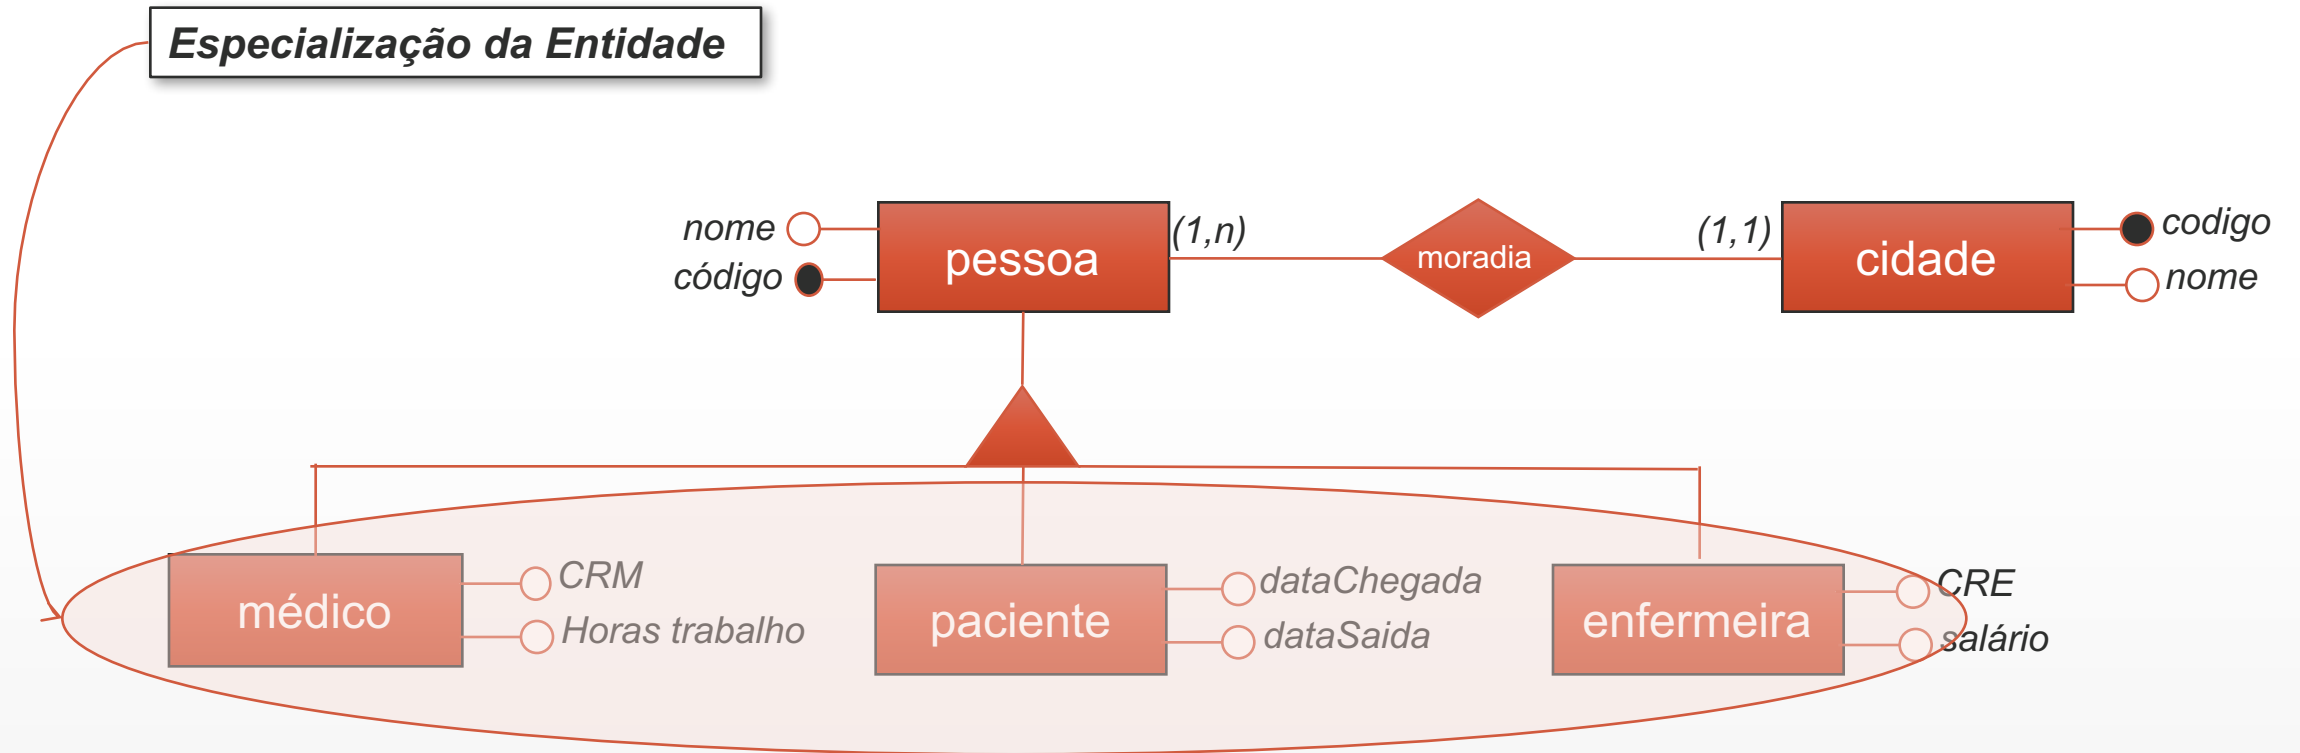 Especialização da Entidade
nome
código
pessoa
(1,n)
moradia
(1,1)
cidade
codigo
nome
médico
CRM
Horas trabalho
paciente
dataChegada
dataSaida
enfermeira
CRE
salário